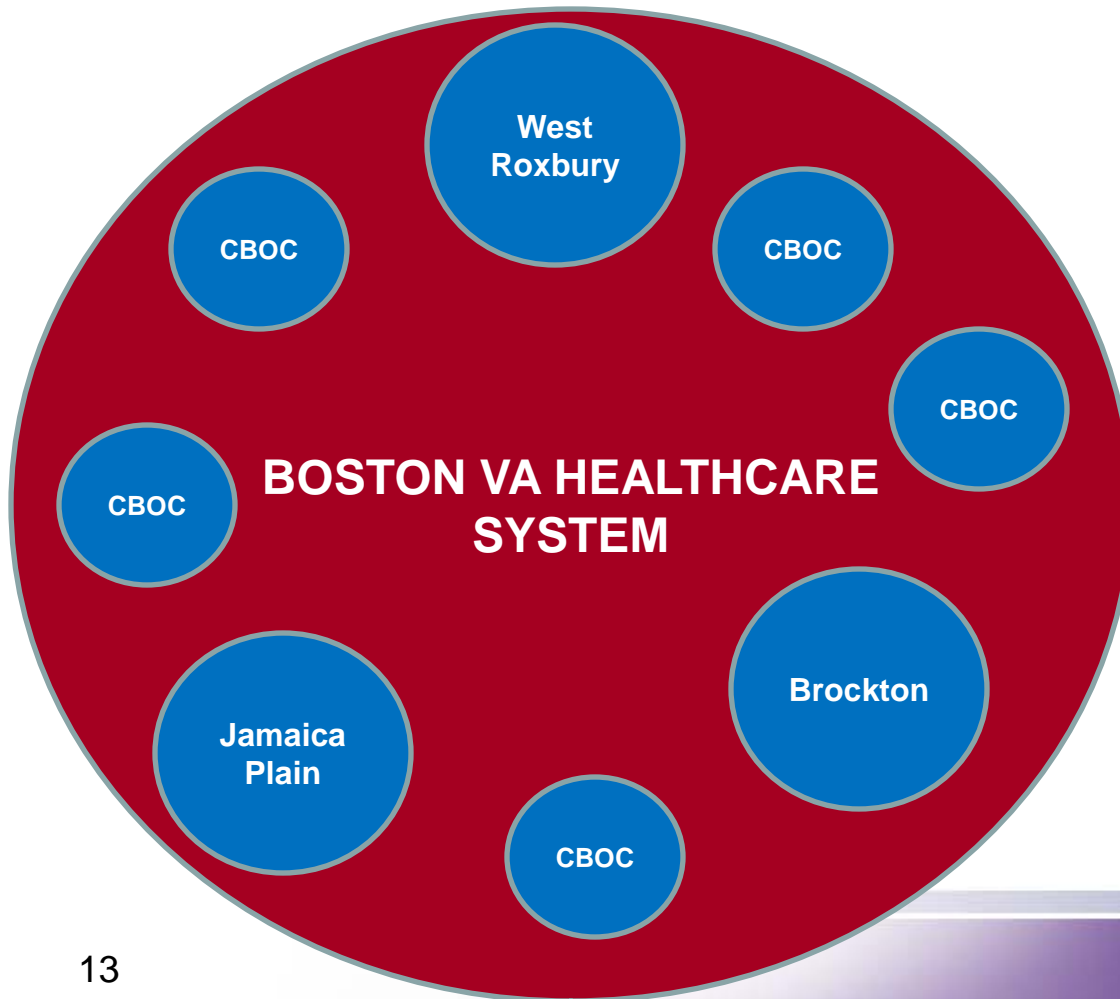 West
Roxbury
CBOC
CBOC
CBOC
BOSTON VA HEALTHCARE
SYSTEM
CBOC
Brockton
Jamaica
Plain
CBOC
13